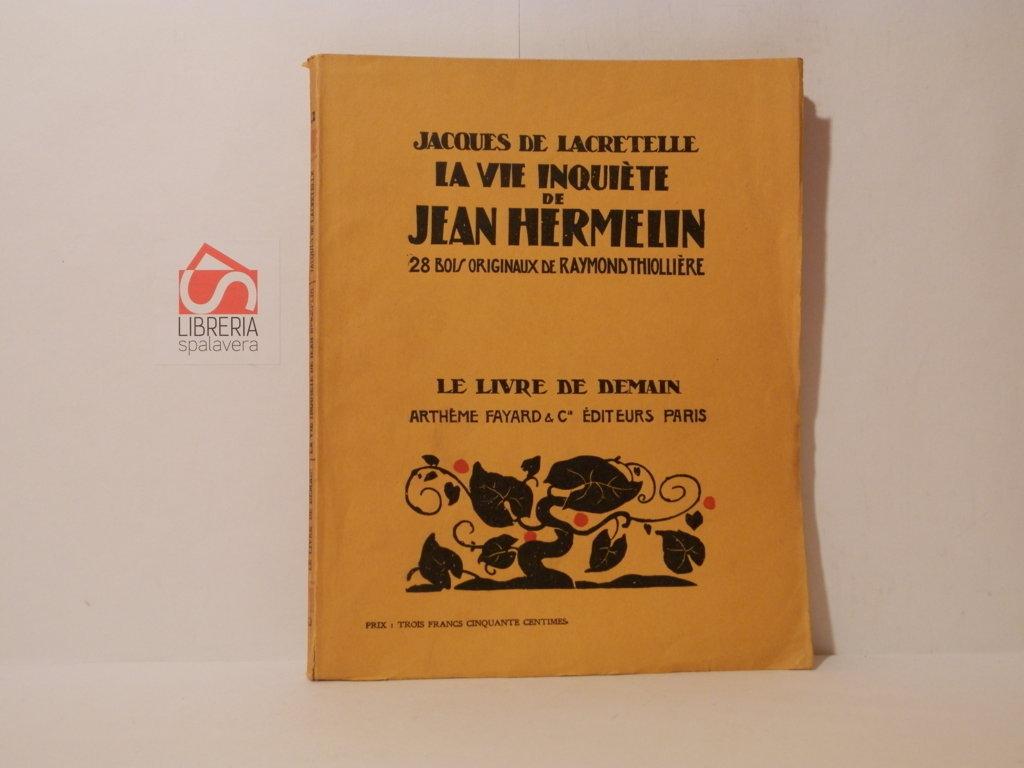 JACQUES DE LACRETELLE
LA VIE INQUIÈTE
DE
JEAN HERMELIN
28 BOIS ORIGINAUX DE RAYMOND THIOLLIÈRE
LE LIVRE DE DEMAIN
ARTHÈME FAYARD & Cie ÉDITEURS PARIS
PRIX : TROIS FRANCS CINQUANTE CENTIMES.
LIBRERIA
spalavera